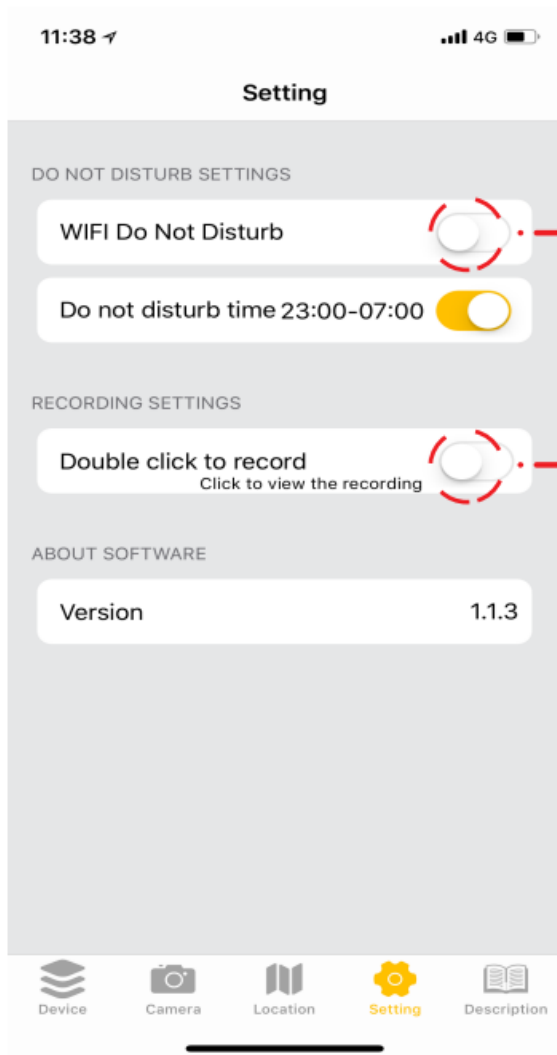 11:38 4G
Setting
DO NOT DISTURB SETTINGS
WIFI Do Not Disturb
Do not disturb time 23:00-07:00
RECORDING SETTINGS
Double click to record
Click to view the recording
ABOUT SOFTWARE
Version 1.1.3
Device Camera Location Setting Description